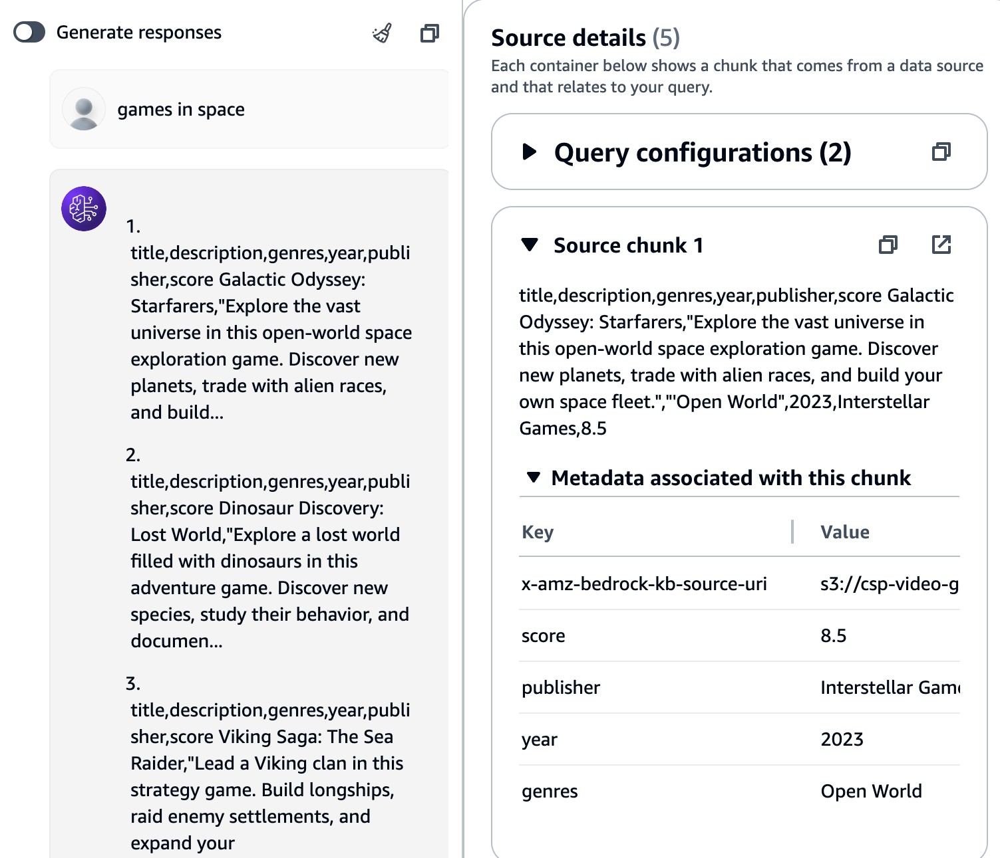 Generate responses
games in space
1.
title,description,genres,year,publi
sher,score Galactic Odyssey:
Starfarers,"Explore the vast
universe in this open-world space
exploration game. Discover new
planets, trade with alien races,
and build...
2.
title,description,genres,year,publi
sher,score Dinosaur Discovery:
Lost World,"Explore a lost world
filled with dinosaurs in this
adventure game. Discover new
species, study their behavior, and
documen...
3.
title,description,genres,year,publi
sher,score Viking Saga: The Sea
Raider,"Lead a Viking clan in this
strategy game. Build longships,
raid enemy settlements, and
expand your
Source details (5)
Each container below shows a chunk that comes from a data source
and that relates to your query.
Query configurations (2)
Source chunk 1
title,description,genres,year,publisher,score Galactic
Odyssey: Starfarers,"Explore the vast universe in
this open-world space exploration game. Discover
new planets, trade with alien races, and build your
own space fleet.","'Open World",2023,Interstellar
Games,8.5
Metadata associated with this chunk
Key Value
x-amz-bedrock-kb-source-uri s3://csp-video-g
score 8.5
publisher Interstellar Game
year 2023
genres Open World